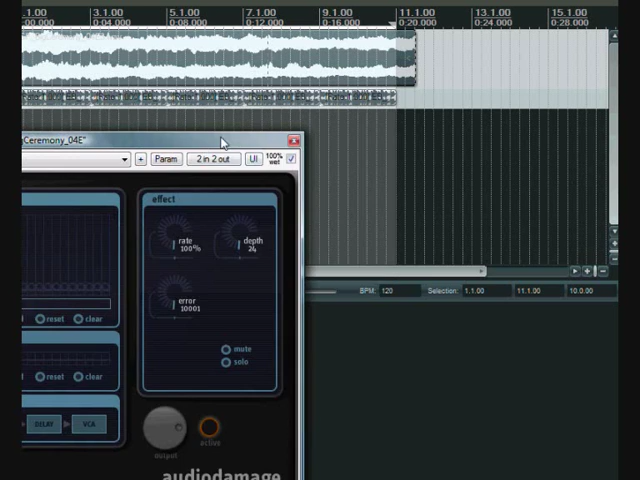 .1.00 3.1.00 5.1.00 7.1.00 9.1.00 11.1.00 13.1.00 15.1.00
:00.000 0:04.000 0:08.000 0:12.000 0:16.000 0:20.000 0:24.000 0:28.000
Ceremony_04E"
+ Param 2 in 2 out UI 100% wet
effect
rate 100%
depth 24
error 10001
BPM: 120 Selection: 1.1.00 11.1.00 10.0.00
reset clear
mute
solo
reset clear
DELAY VCA
output
active
audiodamage